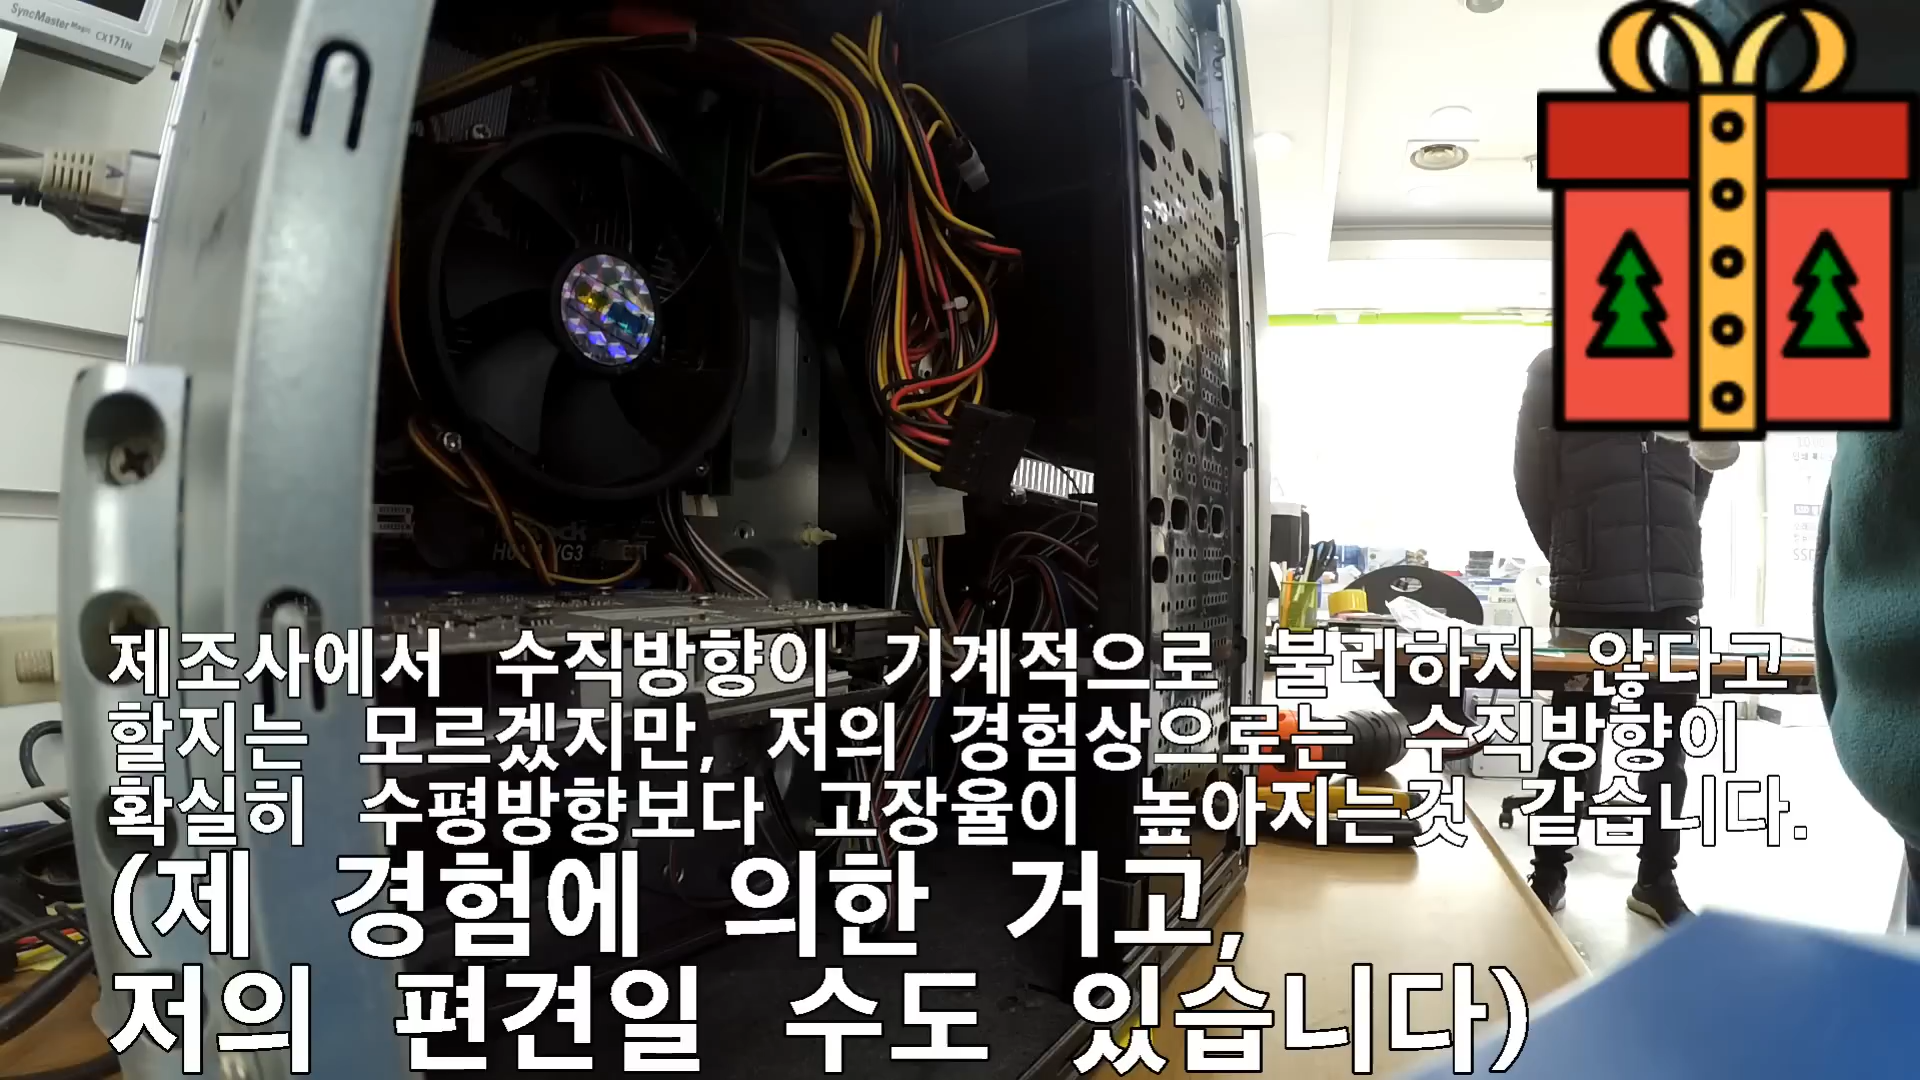 SyncMaster Magic CX171N
제조사에서 수직방향이 기계적으로 불리하지 않다고
할지는 모르겠지만, 저의 경험상으로는 수직방향이
확실히 수평방향보다 고장율이 높아지는것 같습니다.
(제 경험에 의한 거고,
저의 편견일 수도 있습니다)